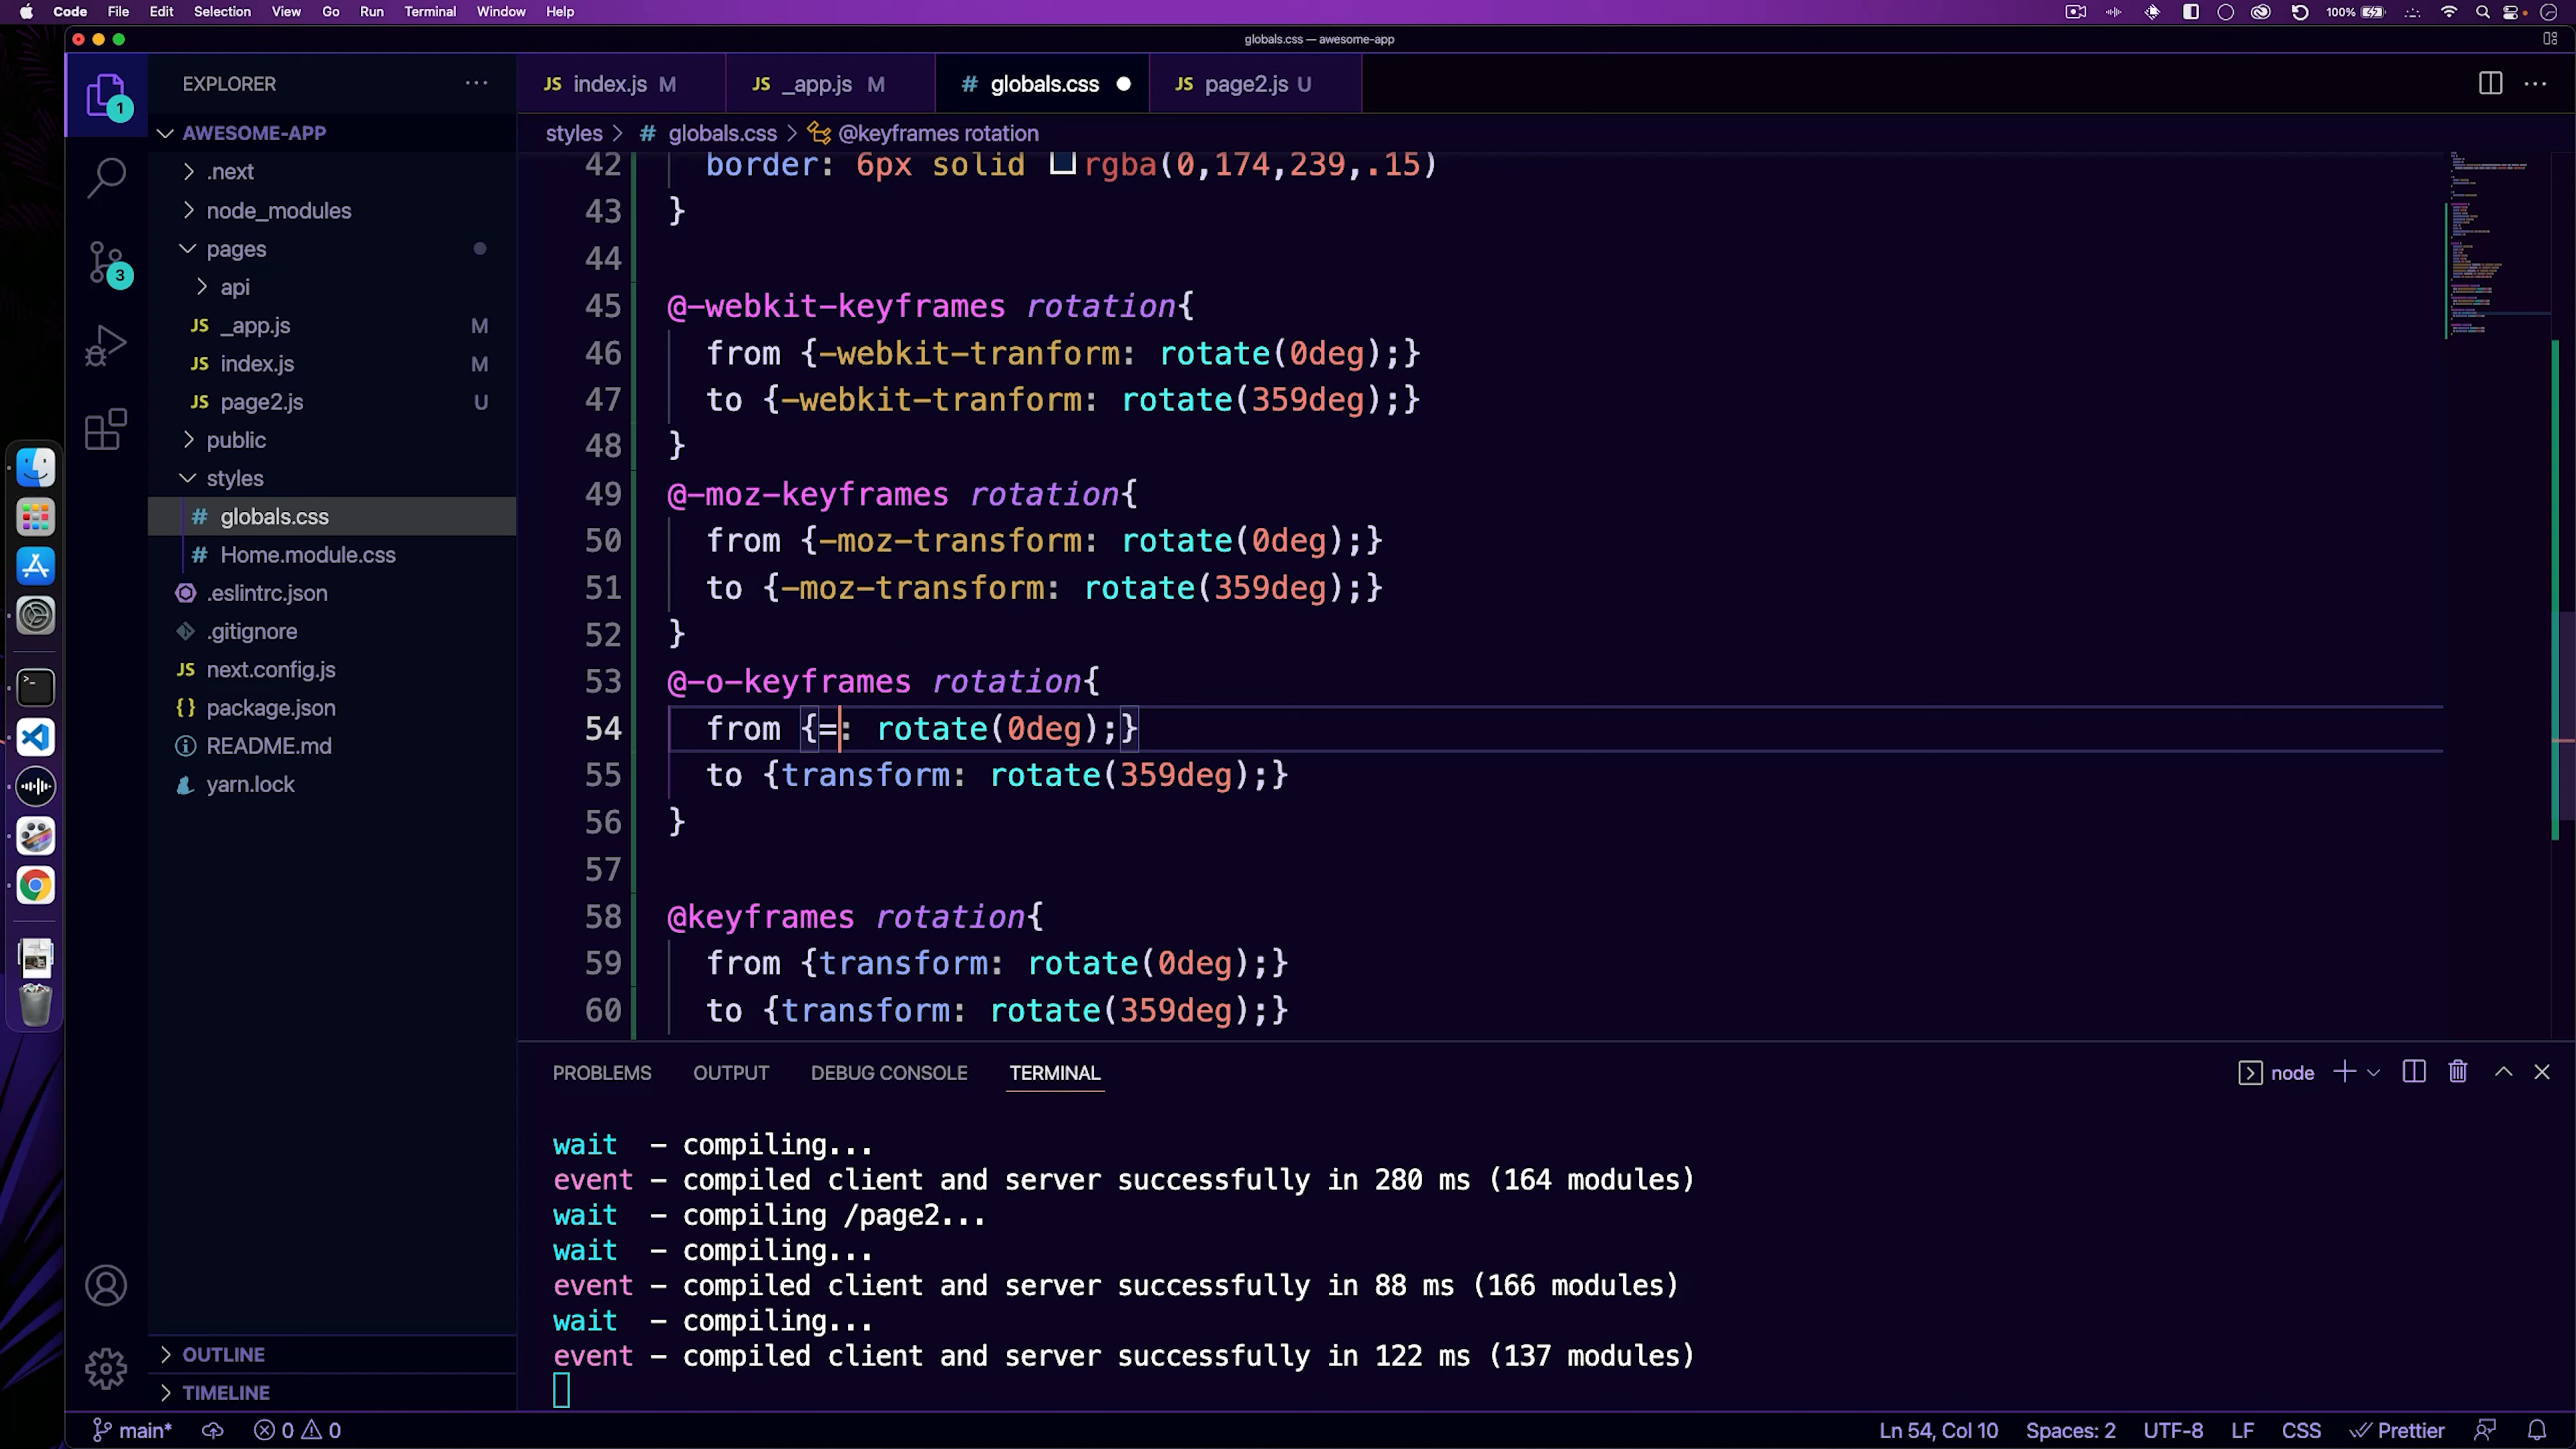 Code File Edit Selection View Go Run Terminal Window Help 100%
globals.css — awesome-app
EXPLORER
JS index.js M
JS _app.js M
# globals.css
JS page2.js U
styles > # globals.css > @keyframes rotation
1
3
AWESOME-APP
.next
node_modules
pages
api
JS _app.js M
JS index.js M
JS page2.js U
public
styles
# globals.css
# Home.module.css
.eslintrc.json
.gitignore
JS next.config.js
{} package.json
README.md
yarn.lock
OUTLINE
TIMELINE
42 border: 6px solid rgba(0,174,239,.15)
43 }
44
45 @-webkit-keyframes rotation{
46 from {-webkit-tranform: rotate(0deg);}
47 to {-webkit-tranform: rotate(359deg);}
48 }
49 @-moz-keyframes rotation{
50 from {-moz-transform: rotate(0deg);}
51 to {-moz-transform: rotate(359deg);}
52 }
53 @-o-keyframes rotation{
54 from {=: rotate(0deg);}
55 to {transform: rotate(359deg);}
56 }
57
58 @keyframes rotation{
59 from {transform: rotate(0deg);}
60 to {transform: rotate(359deg);}
PROBLEMS OUTPUT DEBUG CONSOLE TERMINAL node
wait - compiling...
event - compiled client and server successfully in 280 ms (164 modules)
wait - compiling /page2...
wait - compiling...
event - compiled client and server successfully in 88 ms (166 modules)
wait - compiling...
event - compiled client and server successfully in 122 ms (137 modules)
main* 0 0 Ln 54, Col 10 Spaces: 2 UTF-8 LF CSS Prettier